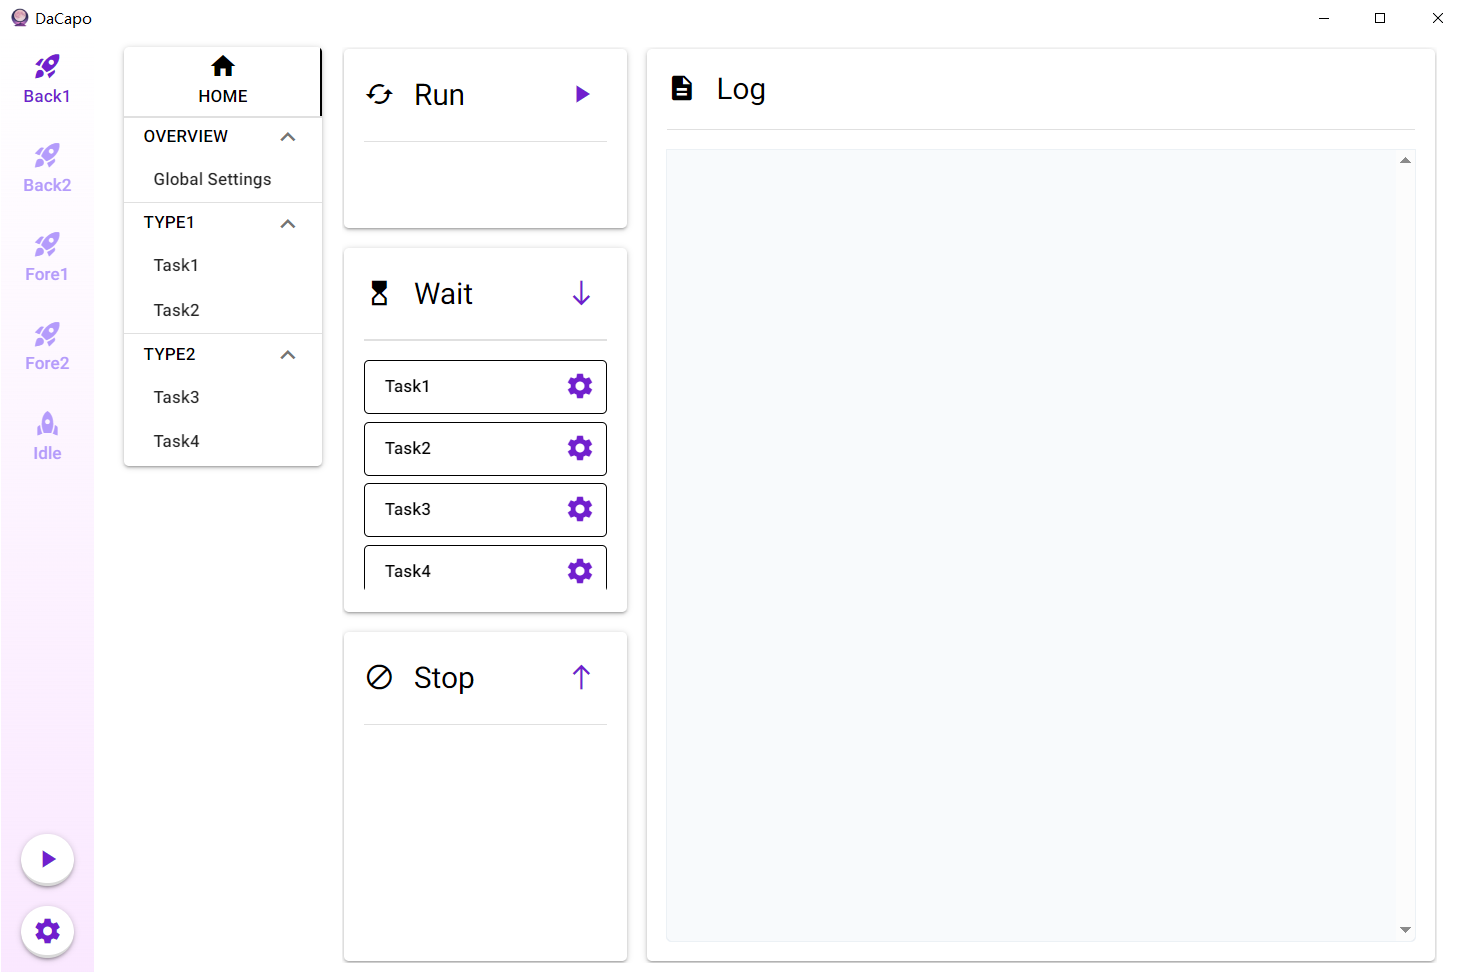 DaCapo
Back1
Back2
Fore1
Fore2
Idle
HOME
OVERVIEW
Global Settings
TYPE1
Task1
Task2
TYPE2
Task3
Task4
Run
Wait
Task1
Task2
Task3
Task4
Stop
Log